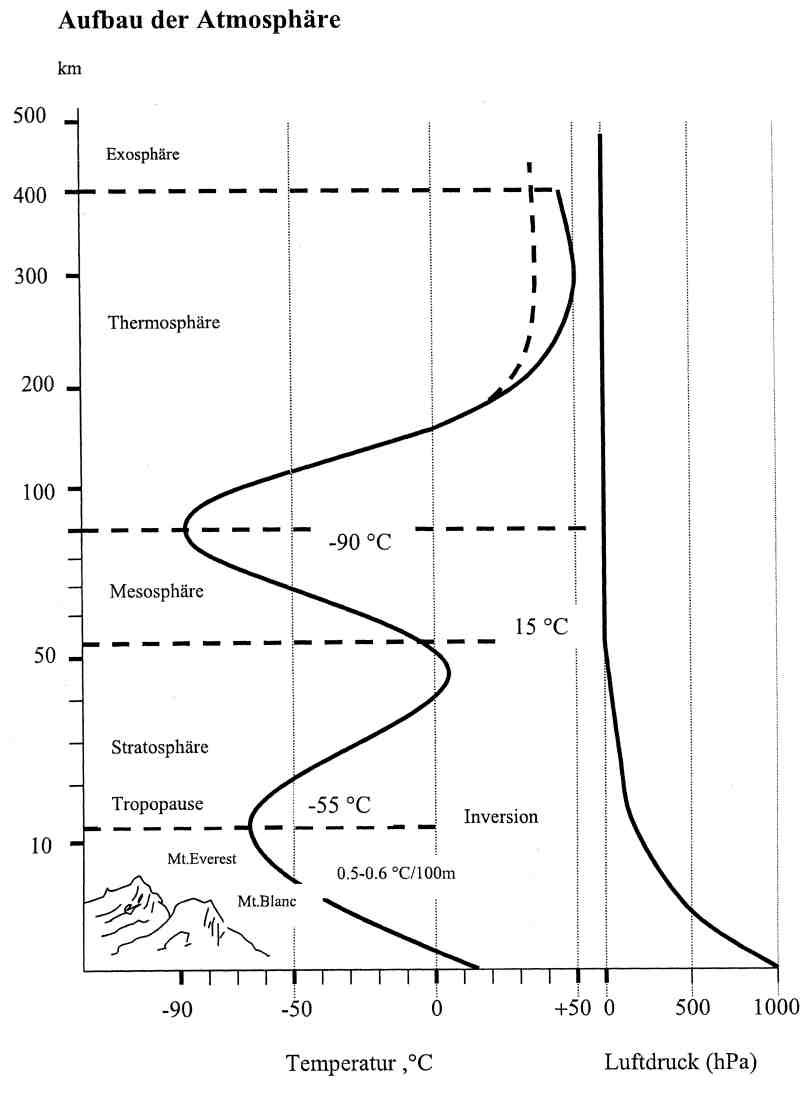 Aufbau der Atmosphäre
km
500
Exosphäre
400
300
Thermosphäre
200
100
-90 °C
Mesosphäre
15 °C
50
Stratosphäre
Tropopause
-55 °C
Inversion
10
Mt.Everest
0.5-0.6 °C/100m
Mt.Blanc
-90 -50 0 +50 0 500 1000
Temperatur ,°C Luftdruck (hPa)